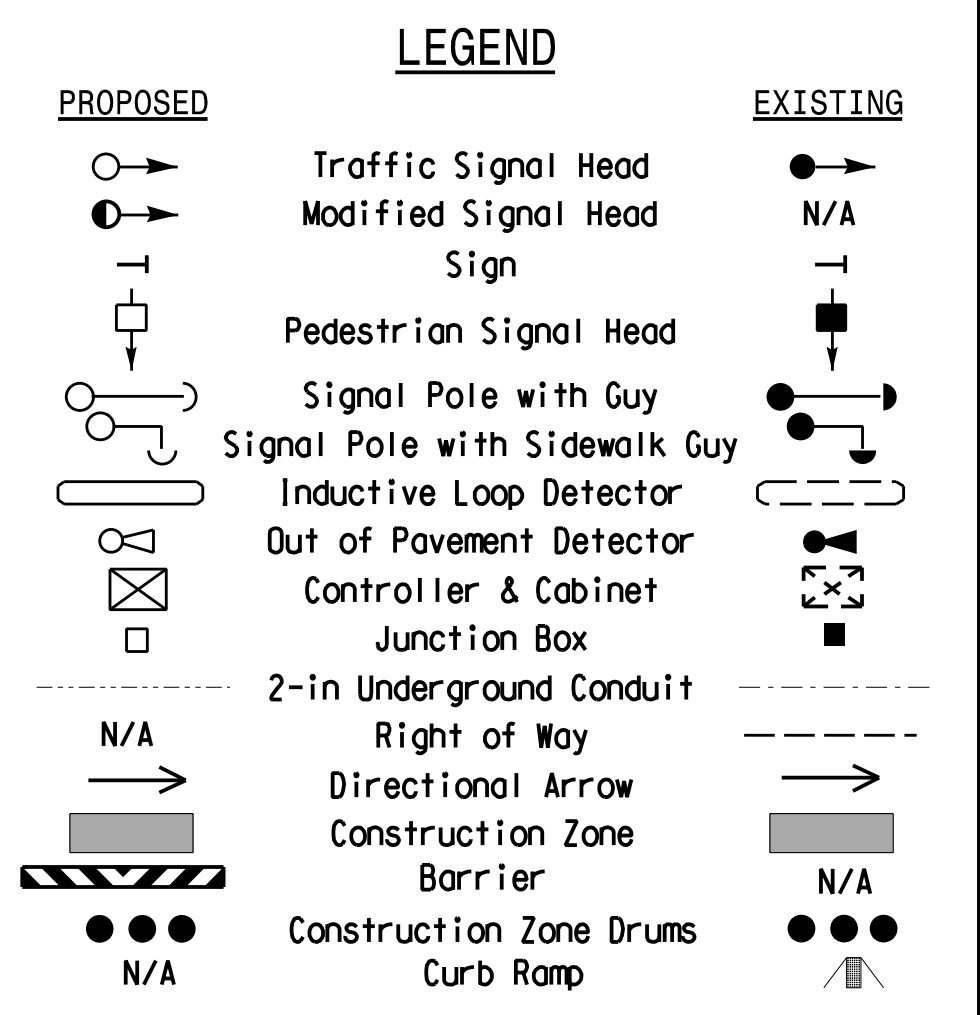 LEGEND
PROPOSED EXISTING
Traffic Signal Head
Modified Signal Head N/A
Sign
Pedestrian Signal Head
Signal Pole with Guy
Signal Pole with Sidewalk Guy
Inductive Loop Detector
Out of Pavement Detector
Controller & Cabinet
Junction Box
2-in Underground Conduit
N/A Right of Way
Directional Arrow
Construction Zone
Barrier N/A
Construction Zone Drums
N/A Curb Ramp